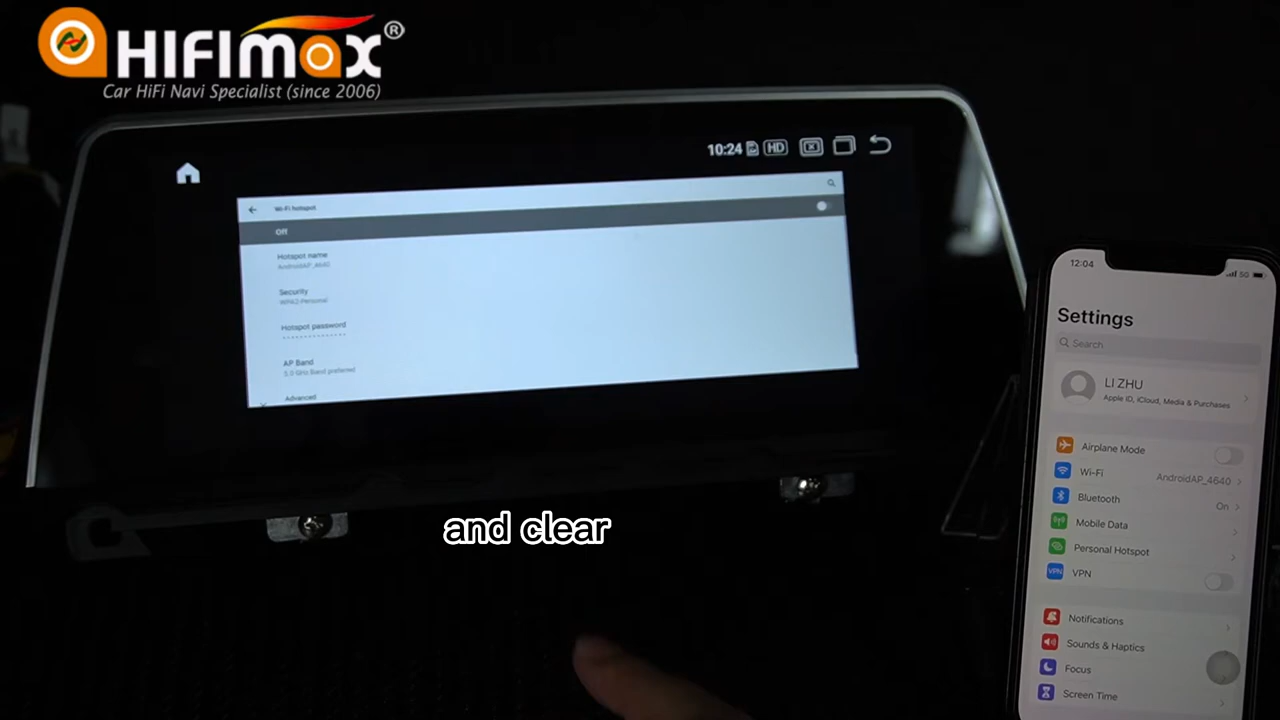 HIFIMAX®
Car HiFi Navi Specialist (since 2006)
10:24 HD
Wi-Fi hotspot
Off
Hotspot name
AndroidAP_4640
Security
WPA2-Personal
Hotspot password
AP Band
5.0 GHz Band preferred
Advanced
and clear
12:04 5G
Settings
Search
LI ZHU
Apple ID, iCloud, Media & Purchases
Airplane Mode
Wi-Fi AndroidAP_4640
Bluetooth On
Mobile Data
Personal Hotspot
VPN VPN
Notifications
Sounds & Haptics
Focus
Screen Time